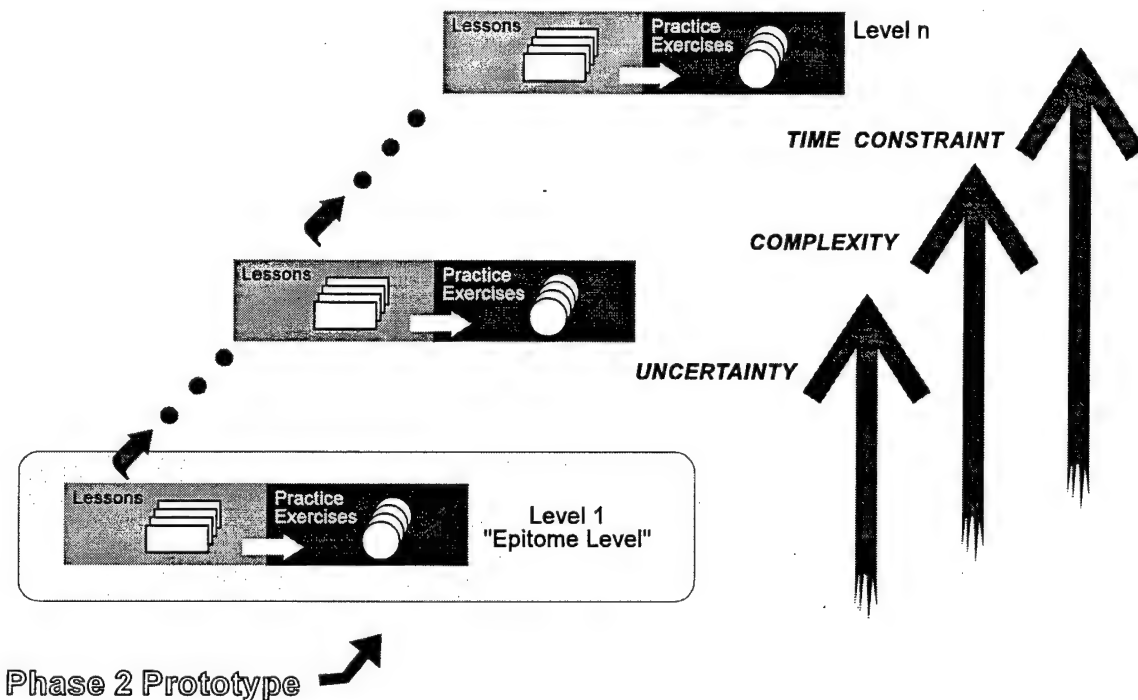 Lessons
Practice
Exercises
Level n
TIME CONSTRAINT
COMPLEXITY
Lessons
Practice
Exercises
UNCERTAINTY
Lessons
Practice
Exercises
Level 1
"Epitome Level"
Phase 2 Prototype